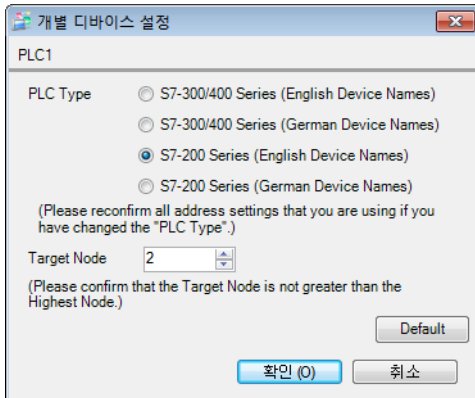 개별 디바이스 설정
PLC1
PLC Type
S7-300/400 Series (English Device Names)
S7-300/400 Series (German Device Names)
S7-200 Series (English Device Names)
S7-200 Series (German Device Names)
(Please reconfirm all address settings that you are using if you
have changed the "PLC Type".)
Target Node 2
(Please confirm that the Target Node is not greater than the
Highest Node.)
Default
확인 (O) 취소